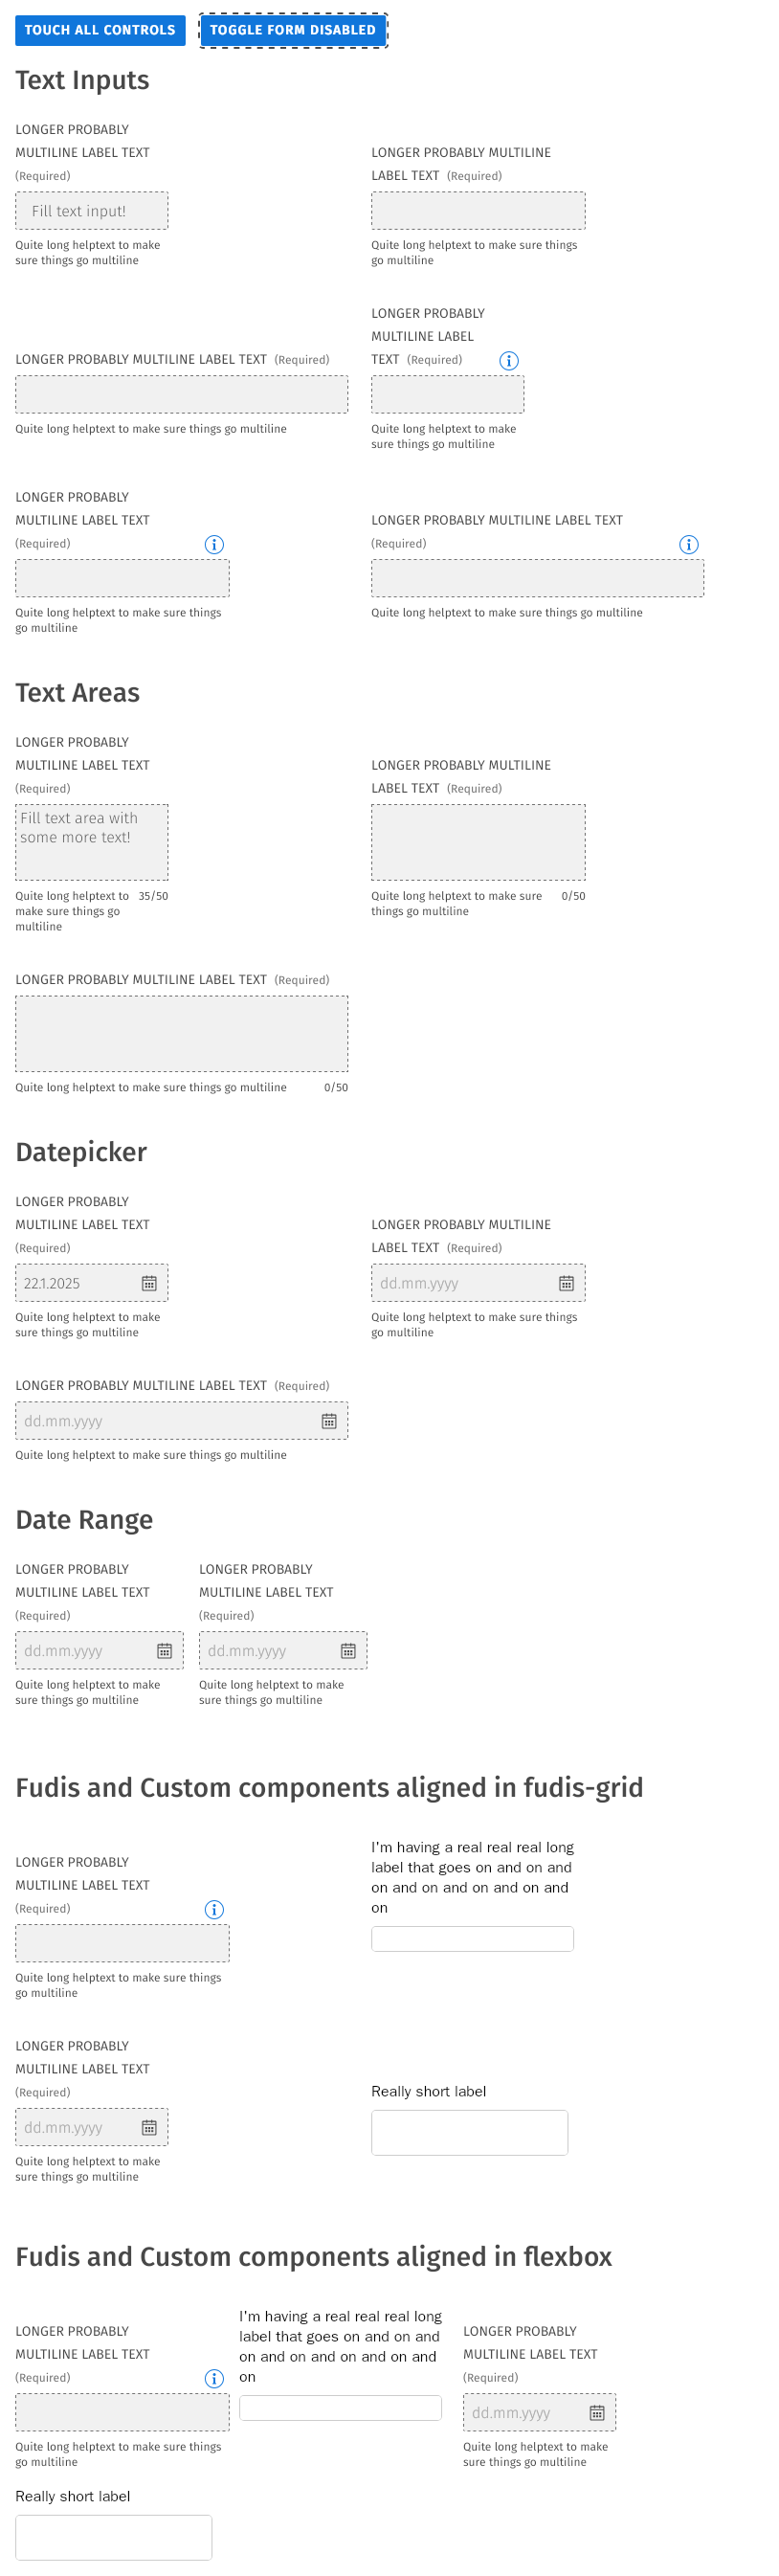 TOUCH ALL CONTROLS
TOGGLE FORM DISABLED
Text Inputs
LONGER PROBABLY
MULTILINE LABEL TEXT
(Required)
Fill text input!
Quite long helptext to make
sure things go multiline
LONGER PROBABLY MULTILINE
LABEL TEXT (Required)
Quite long helptext to make sure things
go multiline
LONGER PROBABLY MULTILINE LABEL TEXT (Required)
Quite long helptext to make sure things go multiline
LONGER PROBABLY
MULTILINE LABEL
TEXT (Required)
Quite long helptext to make
sure things go multiline
LONGER PROBABLY
MULTILINE LABEL TEXT
(Required)
Quite long helptext to make sure things
go multiline
LONGER PROBABLY MULTILINE LABEL TEXT
(Required)
Quite long helptext to make sure things go multiline
Text Areas
LONGER PROBABLY
MULTILINE LABEL TEXT
(Required)
Fill text area with
some more text!
Quite long helptext to 35/50
make sure things go
multiline
LONGER PROBABLY MULTILINE
LABEL TEXT (Required)
Quite long helptext to make sure 0/50
things go multiline
LONGER PROBABLY MULTILINE LABEL TEXT (Required)
Quite long helptext to make sure things go multiline 0/50
Datepicker
LONGER PROBABLY
MULTILINE LABEL TEXT
(Required)
22.1.2025
Quite long helptext to make
sure things go multiline
LONGER PROBABLY MULTILINE
LABEL TEXT (Required)
dd.mm.yyyy
Quite long helptext to make sure things
go multiline
LONGER PROBABLY MULTILINE LABEL TEXT (Required)
dd.mm.yyyy
Quite long helptext to make sure things go multiline
Date Range
LONGER PROBABLY
MULTILINE LABEL TEXT
(Required)
dd.mm.yyyy
Quite long helptext to make
sure things go multiline
LONGER PROBABLY
MULTILINE LABEL TEXT
(Required)
dd.mm.yyyy
Quite long helptext to make
sure things go multiline
Fudis and Custom components aligned in fudis-grid
LONGER PROBABLY
MULTILINE LABEL TEXT
(Required)
Quite long helptext to make sure things
go multiline
I'm having a real real real long
label that goes on and on and
on and on and on and on and
on
LONGER PROBABLY
MULTILINE LABEL TEXT
(Required)
dd.mm.yyyy
Quite long helptext to make
sure things go multiline
Really short label
Fudis and Custom components aligned in flexbox
LONGER PROBABLY
MULTILINE LABEL TEXT
(Required)
Quite long helptext to make sure things
go multiline
I'm having a real real real long
label that goes on and on and
on and on and on and on and
on
LONGER PROBABLY
MULTILINE LABEL TEXT
(Required)
dd.mm.yyyy
Quite long helptext to make
sure things go multiline
Really short label